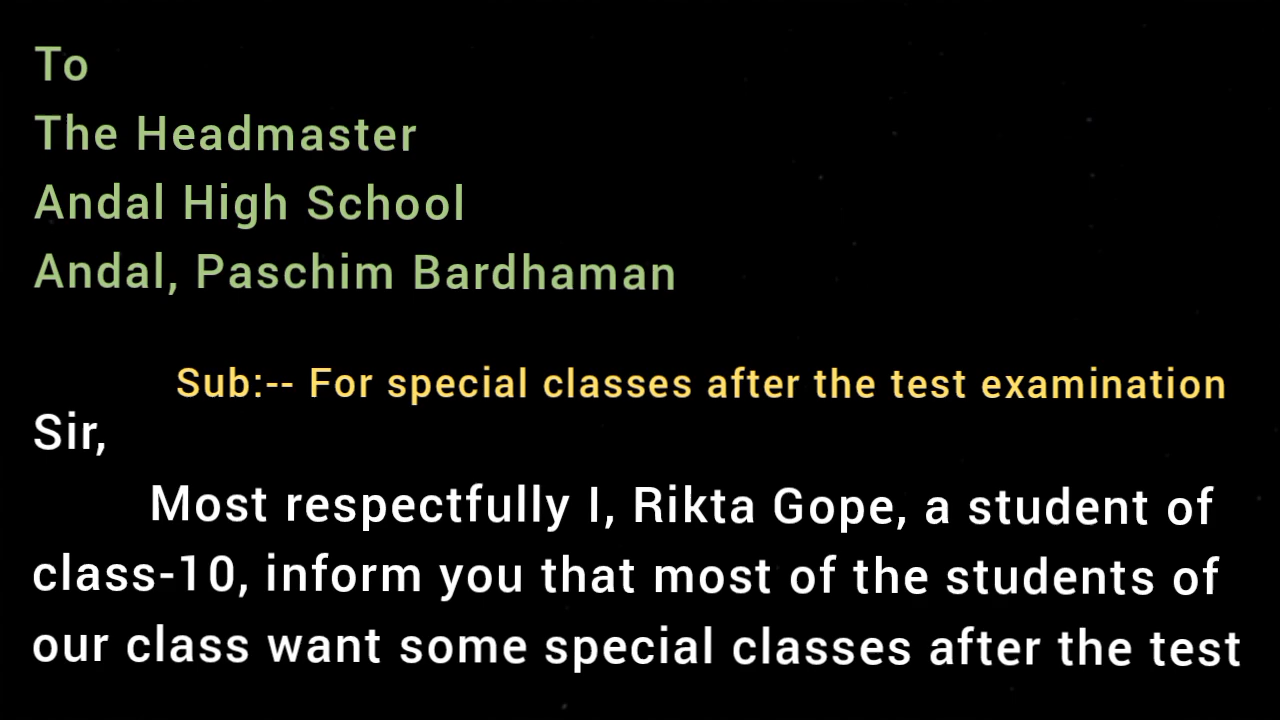 To
The Headmaster
Andal High School
Andal, Paschim Bardhaman
Sub:-- For special classes after the test examination
Sir,
Most respectfully I, Rikta Gope, a student of
class-10, inform you that most of the students of
our class want some special classes after the test